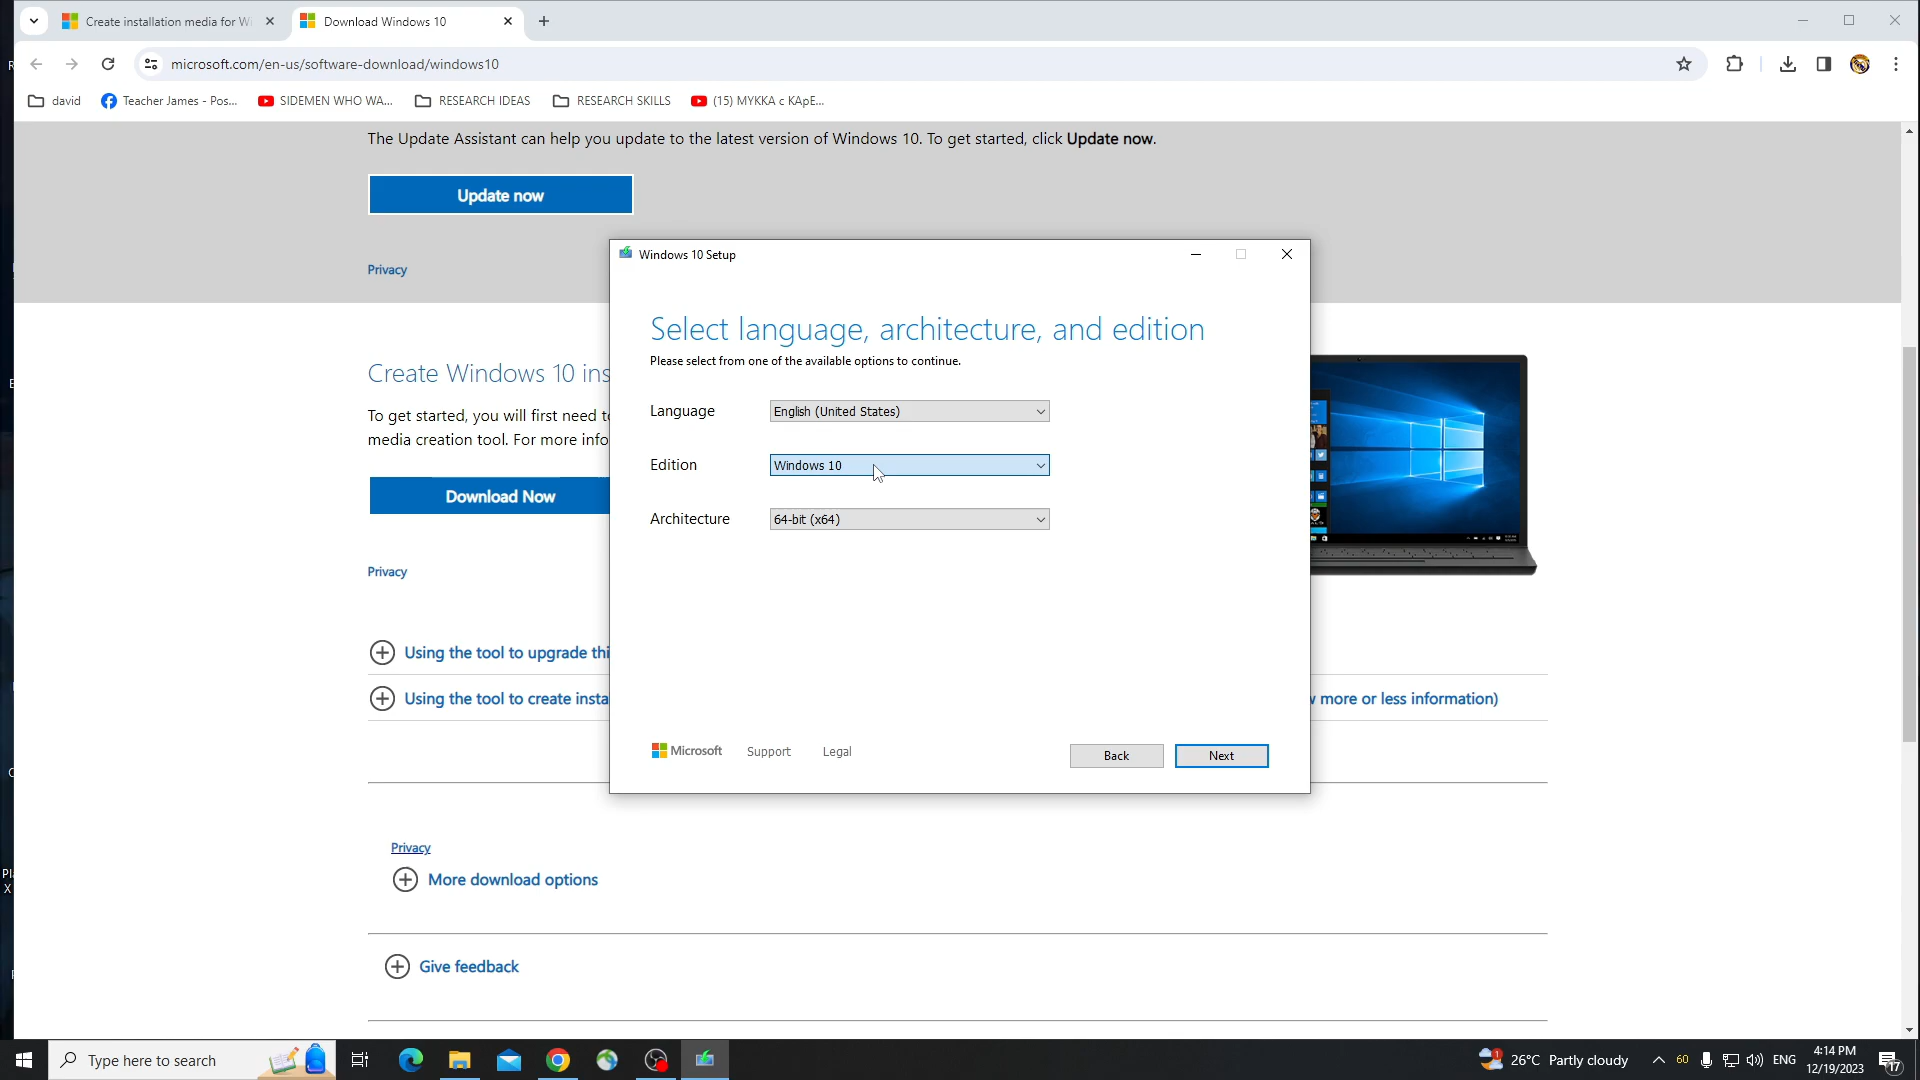 Create installation media for Wi
Download Windows 10
microsoft.com/en-us/software-download/windows10
david
Teacher James - Pos...
SIDEMEN WHO WA...
RESEARCH IDEAS
RESEARCH SKILLS
(15) МУККА с КАрЕ...
The Update Assistant can help you update to the latest version of Windows 10. To get started, click Update now.
Update now
Privacy
Windows 10 Setup
Select language, architecture, and edition
Please select from one of the available options to continue.
Language
English (United States)
Edition
Windows 10
Architecture
64-bit (x64)
Microsoft
Support
Legal
Back
Next
Create Windows 10 ins
To get started, you will first need to
media creation tool. For more info
Download Now
Privacy
Using the tool to upgrade thi
Using the tool to create insta
more or less information)
Privacy
More download options
Give feedback
Type here to search
26°C Partly cloudy
60
ENG
4:14 PM
12/19/2023
17